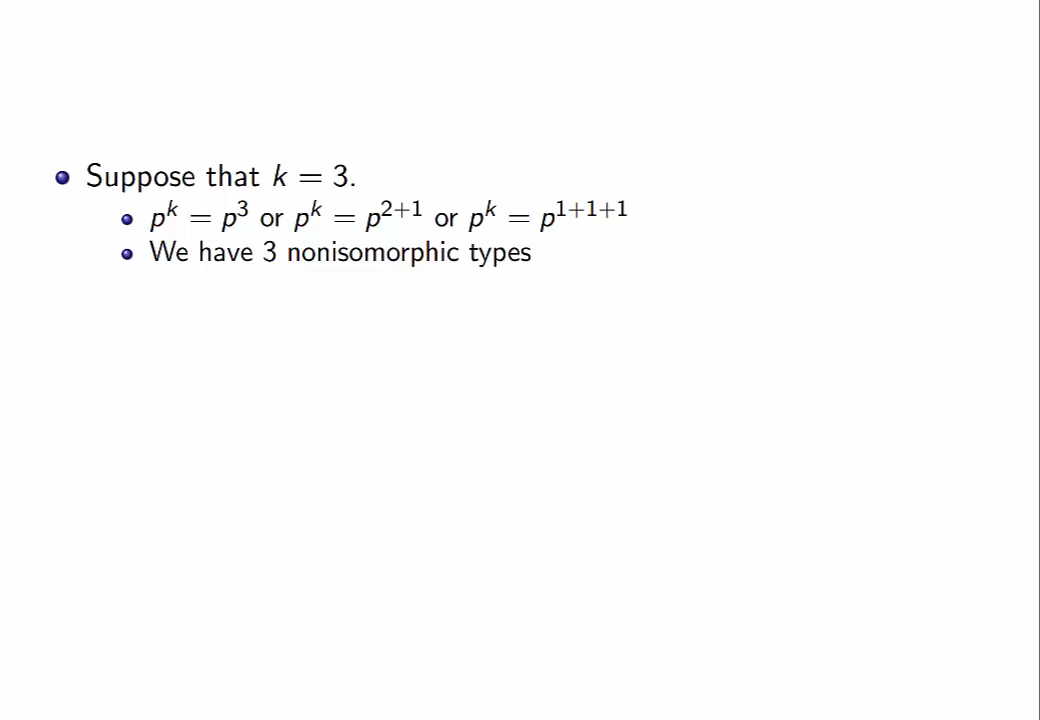 Suppose that k = 3.
p^k = p^3 or p^k = p^{2+1} or p^k = p^{1+1+1}
We have 3 nonisomorphic types